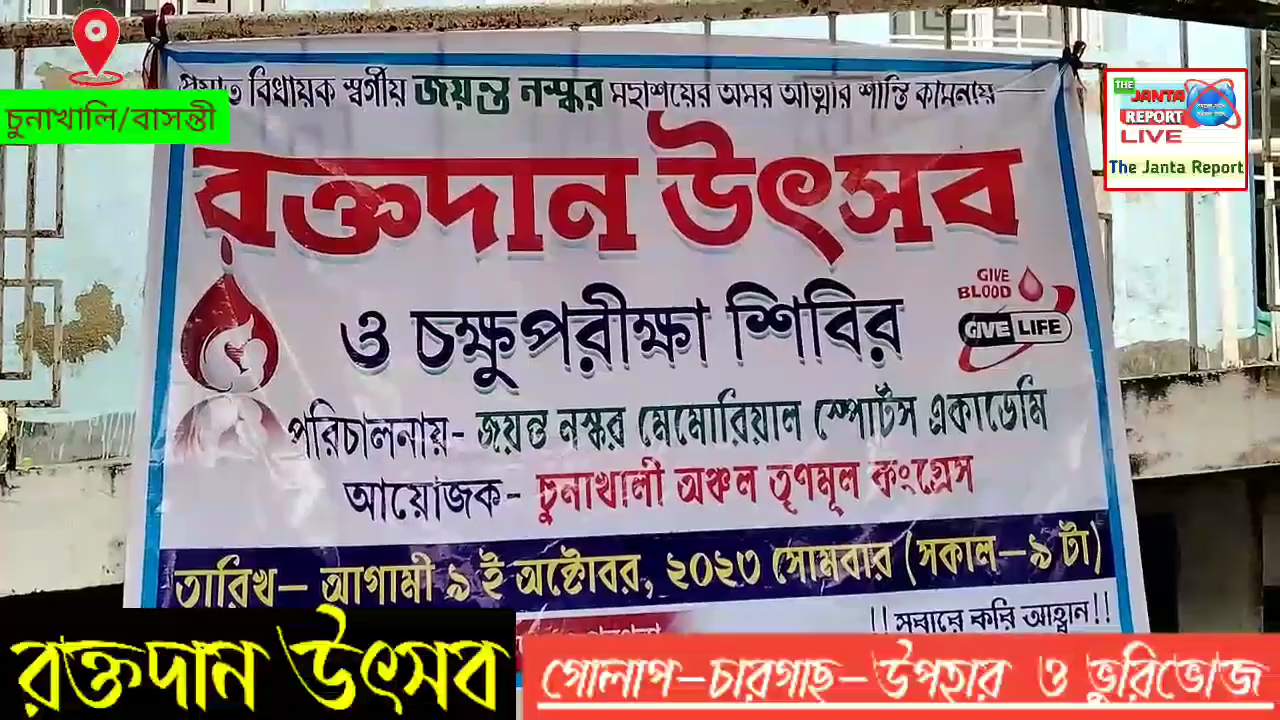 প্রয়াত বিধায়ক স্বর্গীয় জয়ন্ত নস্কর মহাশয়ের অমর আত্মার শান্তি কামনায়
চুনাখালি/বাসন্তী
THE
JANTA
REPORT
LIVE
The Janta Report
রক্তদান উৎসব
GIVE
BLOOD
GIVE LIFE
ও চক্ষুপরীক্ষা শিবির
পরিচালনায়- জয়ন্ত নস্কর মেমোরিয়াল স্পোর্টস একাডেমি
আয়োজক- চুনাখালী অঞ্চল তৃণমূল কংগ্রেস
তারিখ- আগামী ৯ ই অক্টোবর, ২০২৩ সোমবার (সকাল-৯ টা)
!! সবারে করি আহ্বান!!
রক্তদান উৎসব
গোলাপ-চারগাছ-উপহার ও ভুরিভোজ